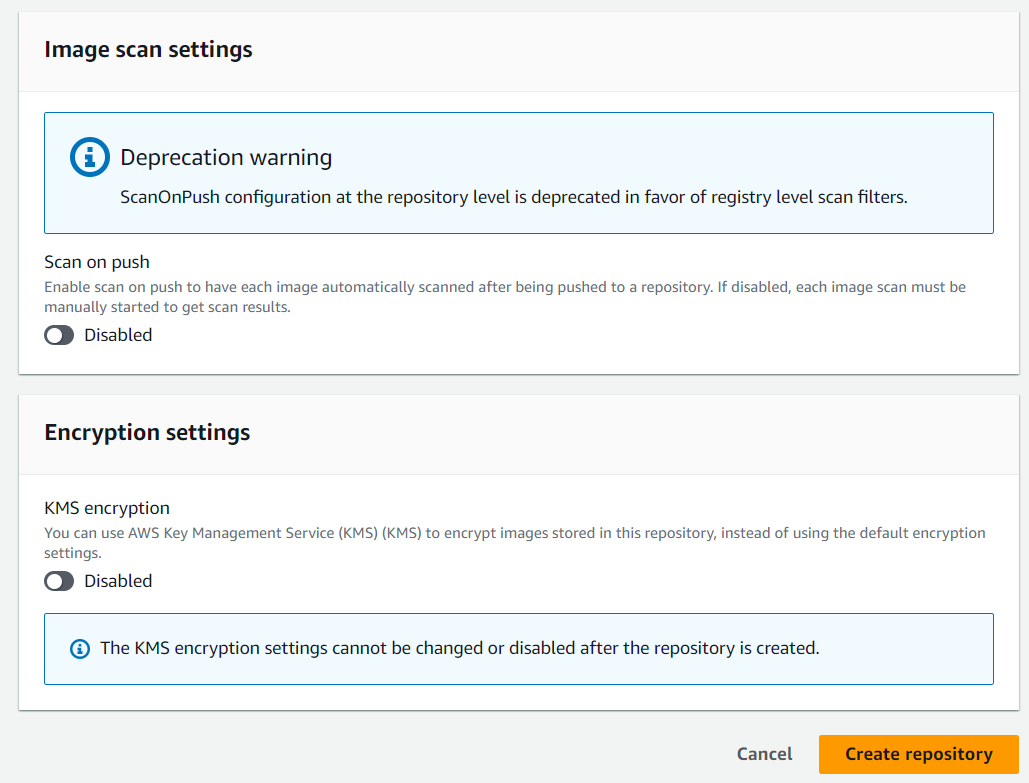 Image scan settings
Deprecation warning
ScanOnPush configuration at the repository level is deprecated in favor of registry level scan filters.
Scan on push
Enable scan on push to have each image automatically scanned after being pushed to a repository. If disabled, each image scan must be
manually started to get scan results.
Disabled
Encryption settings
KMS encryption
You can use AWS Key Management Service (KMS) (KMS) to encrypt images stored in this repository, instead of using the default encryption
settings.
Disabled
The KMS encryption settings cannot be changed or disabled after the repository is created.
Cancel Create repository